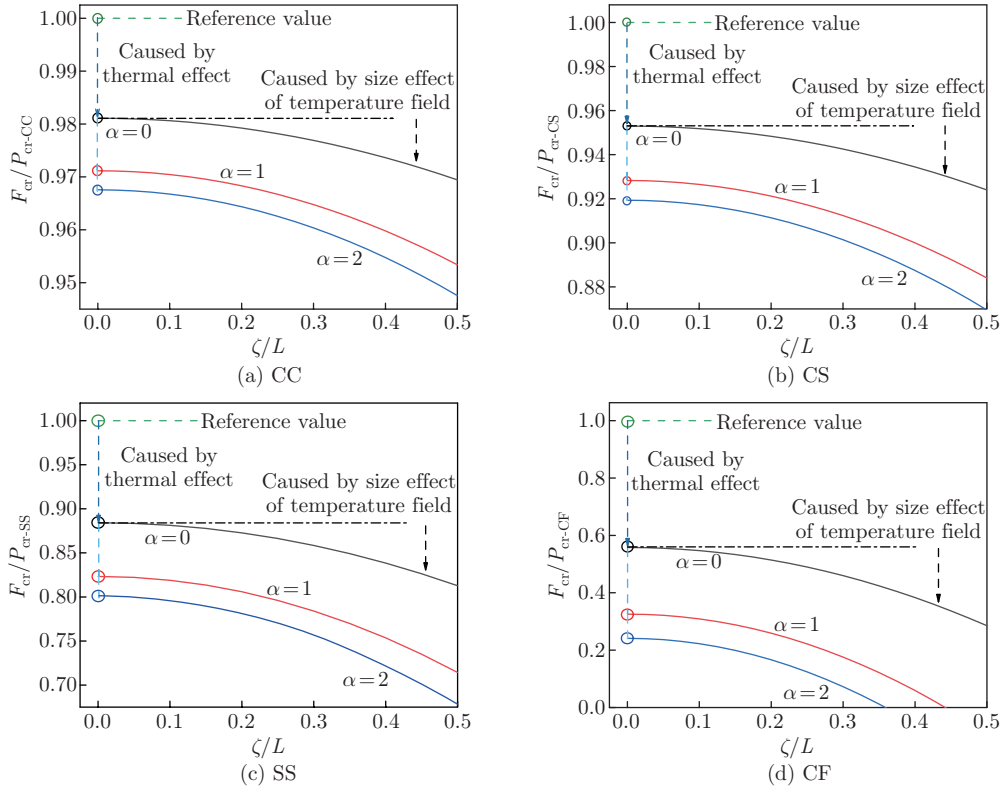 1.00
0.99
0.98
0.97
0.96
0.95
F_cr/P_cr-CC
Reference value
Caused by
thermal effect
Caused by size effect
of temperature field
α=0
α=1
α=2
0.0
0.1
0.2
0.3
0.4
0.5
ζ/L
(a) CC
1.00
0.98
0.96
0.94
0.92
0.90
0.88
F_cr/P_cr-CS
Reference value
Caused by
thermal effect
Caused by size effect
of temperature field
α=0
α=1
α=2
0.0
0.1
0.2
0.3
0.4
0.5
ζ/L
(b) CS
1.00
0.95
0.90
0.85
0.80
0.75
0.70
F_cr/P_cr-SS
Reference value
Caused by
thermal effect
Caused by size effect
of temperature field
α=0
α=1
α=2
0.0
0.1
0.2
0.3
0.4
0.5
ζ/L
(c) SS
1.0
0.8
0.6
0.4
0.2
0.0
F_cr/P_cr-CF
Reference value
Caused by
thermal effect
Caused by size effect
of temperature field
α=0
α=1
α=2
0.0
0.1
0.2
0.3
0.4
0.5
ζ/L
(d) CF